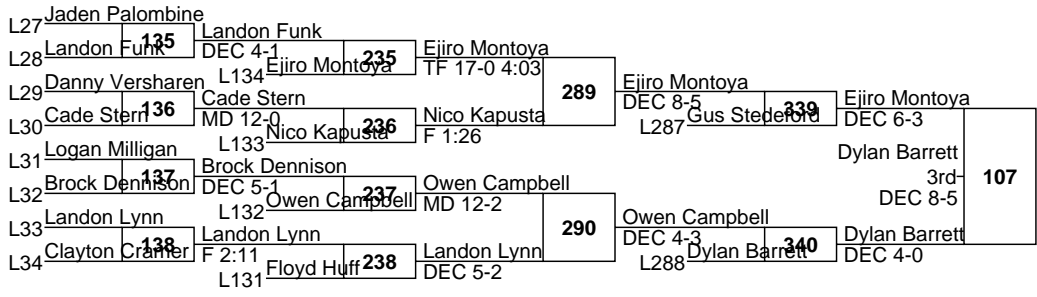 L27 Jaden Palombine
135
L28 Landon Funk
Landon Funk
DEC 4-1
235
L134 Ejiro Montoya
Ejiro Montoya
TF 17-0 4:03
L29 Danny Versharen
136
L30 Cade Stern
Cade Stern
MD 12-0
236
L133 Nico Kapusta
Nico Kapusta
F 1:26
289
Ejiro Montoya
DEC 8-5
339
L287 Gus Stedeford
Ejiro Montoya
DEC 6-3
L31 Logan Milligan
137
L32 Brock Dennison
Brock Dennison
DEC 5-1
237
L132 Owen Campbell
Owen Campbell
MD 12-2
L33 Landon Lynn
138
L34 Clayton Cramer
Landon Lynn
F 2:11
238
L131 Floyd Huff
Landon Lynn
DEC 5-2
290
Owen Campbell
DEC 4-3
340
L288 Dylan Barrett
Dylan Barrett
DEC 4-0
107
Dylan Barrett
3rd
DEC 8-5